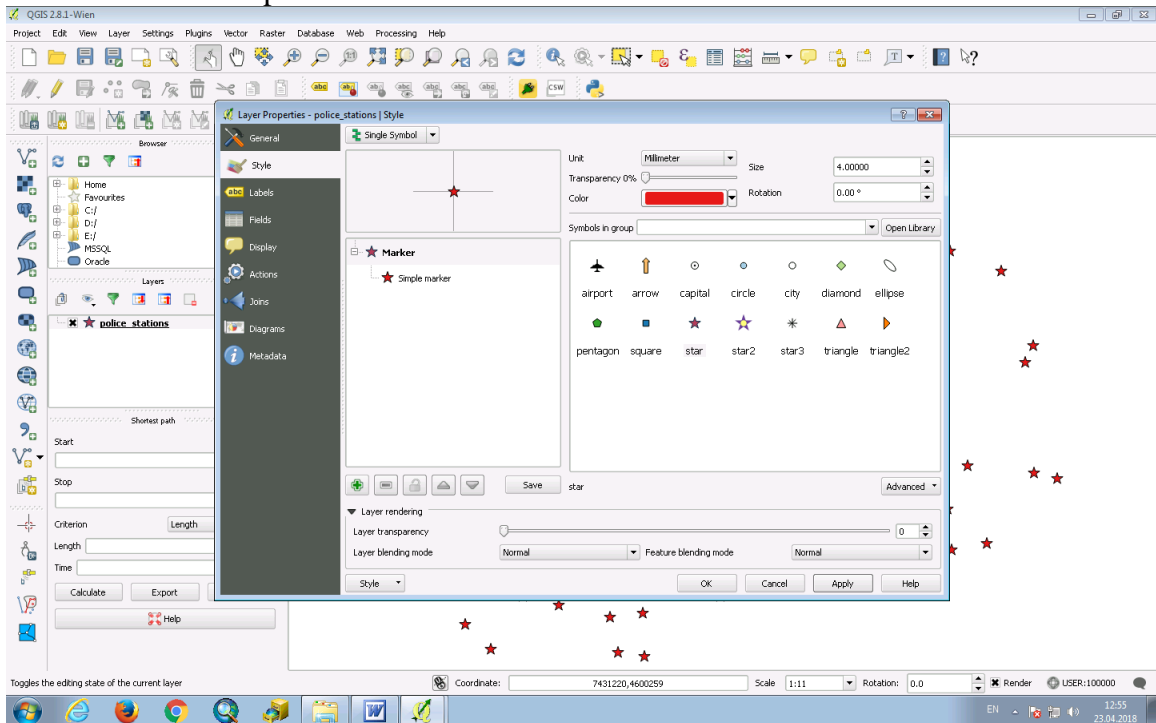 QGIS 2.8.1-Wien
Project Edit View Layer Settings Plugins Vector Raster Database Web Processing Help
Layer Properties - police_stations | Style
Browser
Home
Favourites
C:/
D:/
E:/
MSSQL
Oracle
Layers
police_stations
Shortest path
Start
Stop
Criterion Length
Length
Time
Calculate Export
Help
General
Style
Labels
Fields
Display
Actions
Joins
Diagrams
Metadata
Single Symbol
Unit Millimeter Size 4.00000
Transparency 0%
Color Rotation 0.00 °
Symbols in group Open Library
Marker
Simple marker
airport arrow capital circle city diamond ellipse
pentagon square star star2 star3 triangle triangle2
Save star Advanced
Layer rendering
Layer transparency 0
Layer blending mode Normal Feature blending mode Normal
Style OK Cancel Apply Help
Toggles the editing state of the current layer Coordinate: 7431220,4600259 Scale 1:11 Rotation: 0.0 Render USER:100000
EN 12:55
23.04.2018